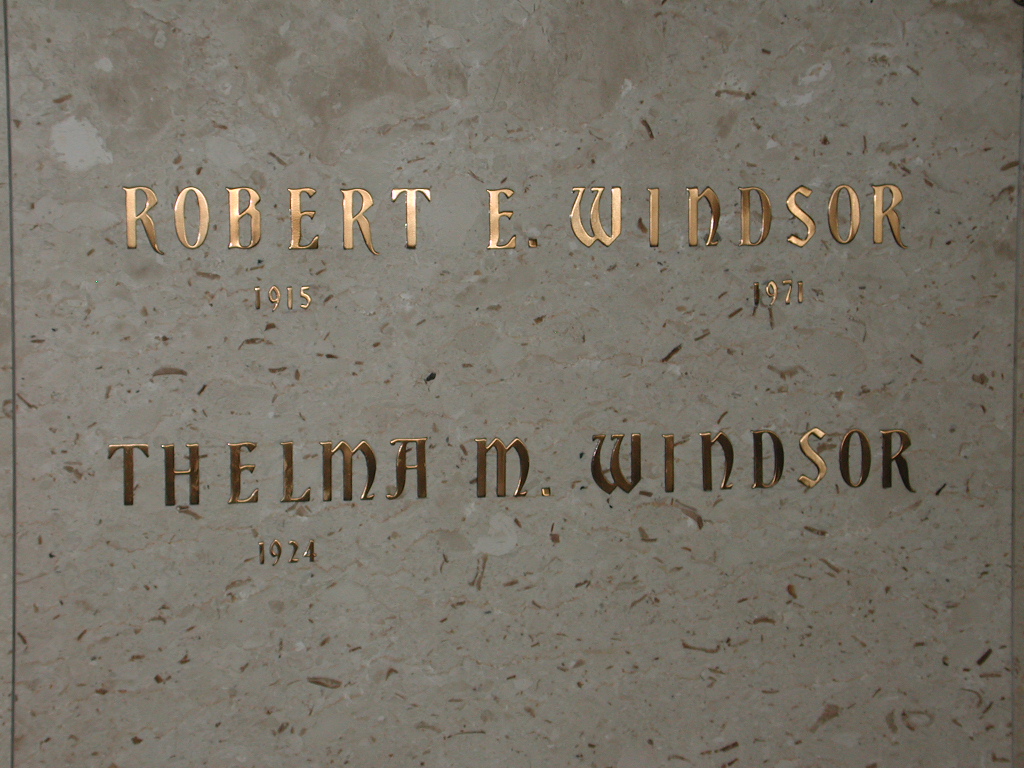 ROBERT E. WINDSOR
1915 1971
THELMA M. WINDSOR
1924